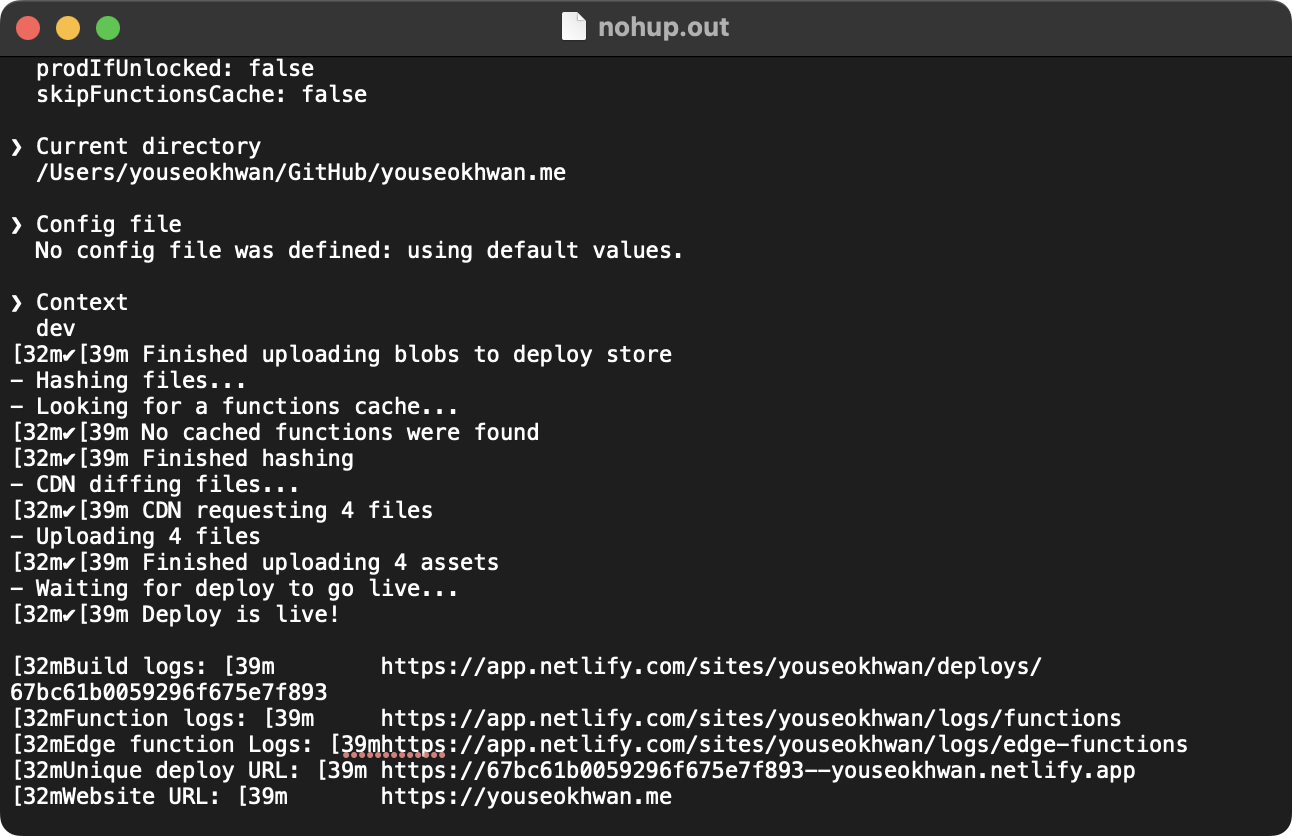 nohup.out
prodIfUnlocked: false
skipFunctionsCache: false
❯ Current directory
/Users/youseokhwan/GitHub/youseokhwan.me
❯ Config file
No config file was defined: using default values.
❯ Context
dev
[32m✔[39m Finished uploading blobs to deploy store
- Hashing files...
- Looking for a functions cache...
[32m✔[39m No cached functions were found
[32m✔[39m Finished hashing
- CDN diffing files...
[32m✔[39m CDN requesting 4 files
- Uploading 4 files
[32m✔[39m Finished uploading 4 assets
- Waiting for deploy to go live...
[32m✔[39m Deploy is live!
[32mBuild logs: [39m        https://app.netlify.com/sites/youseokhwan/deploys/
67bc61b0059296f675e7f893
[32mFunction logs: [39m     https://app.netlify.com/sites/youseokhwan/logs/functions
[32mEdge function Logs: [39mhttps://app.netlify.com/sites/youseokhwan/logs/edge-functions
[32mUnique deploy URL: [39m https://67bc61b0059296f675e7f893--youseokhwan.netlify.app
[32mWebsite URL: [39m       https://youseokhwan.me